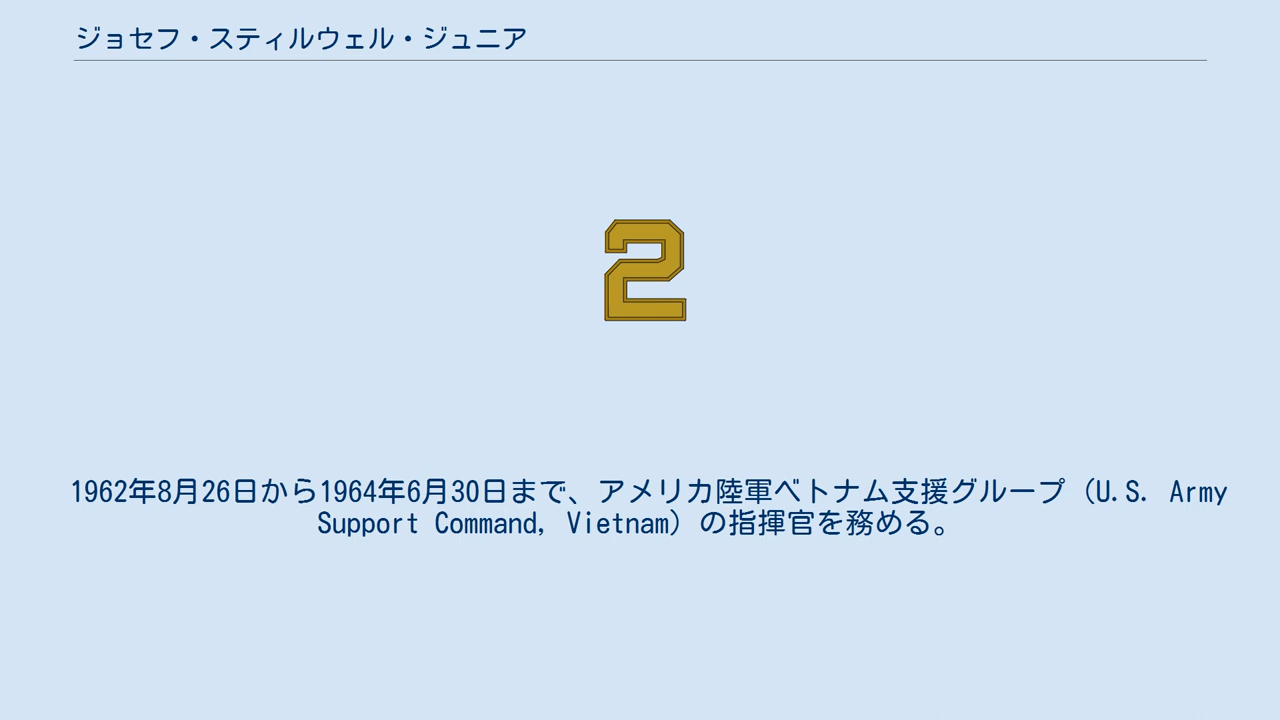 ジョセフ・スティルウェル・ジュニア
2
1962年8月26日から1964年6月30日まで、アメリカ陸軍ベトナム支援グループ（U.S. Army
Support Command, Vietnam）の指揮官を務める。